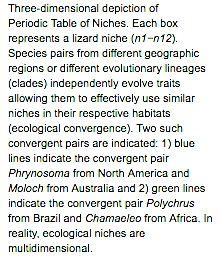 Three-dimensional depiction of
Periodic Table of Niches. Each box
represents a lizard niche (n1−n12).
Species pairs from different geographic
regions or different evolutionary lineages
(clades) independently evolve traits
allowing them to effectively use similar
niches in their respective habitats
(ecological convergence). Two such
convergent pairs are indicated: 1) blue
lines indicate the convergent pair
Phrynosoma from North America and
Moloch from Australia and 2) green lines
indicate the convergent pair Polychrus
from Brazil and Chamaeleo from Africa. In
reality, ecological niches are
multidimensional.